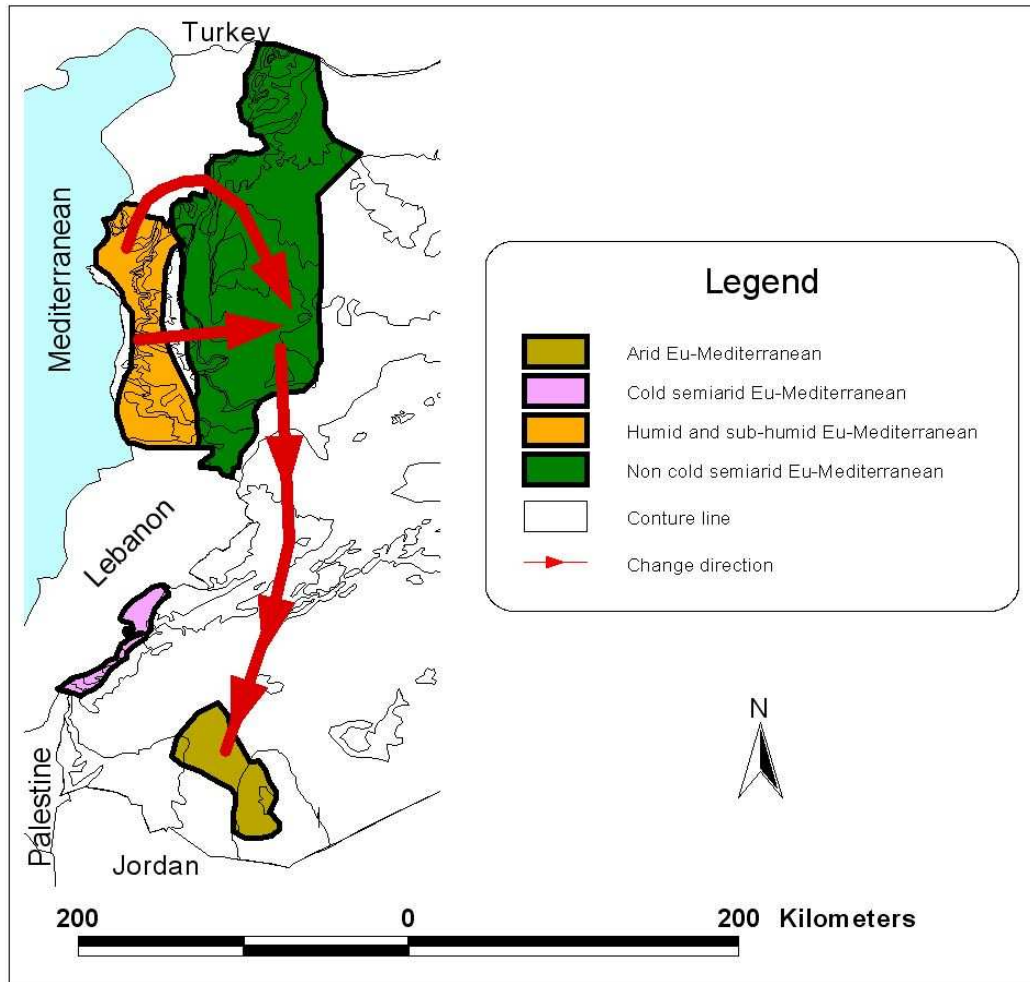 Turkey
Mediterranean
Lebanon
Palestine
Jordan
Legend
Arid Eu-Mediterranean
Cold semiarid Eu-Mediterranean
Humid and sub-humid Eu-Mediterranean
Non cold semiarid Eu-Mediterranean
Conture line
Change direction
N
200 0 200 Kilometers